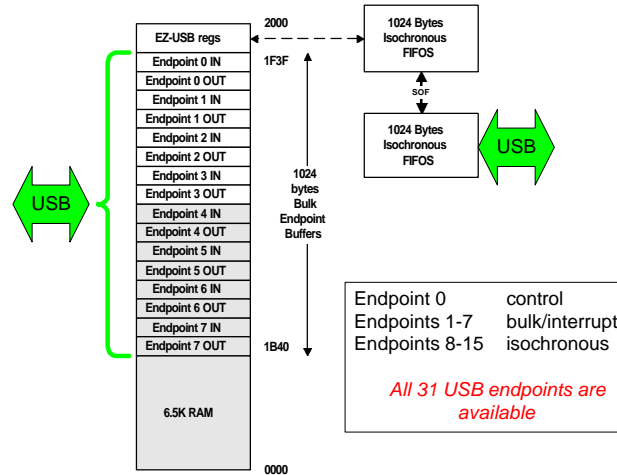 EZ-USB regs
Endpoint 0 IN
Endpoint 0 OUT
Endpoint 1 IN
Endpoint 1 OUT
Endpoint 2 IN
Endpoint 2 OUT
Endpoint 3 IN
Endpoint 3 OUT
Endpoint 4 IN
Endpoint 4 OUT
Endpoint 5 IN
Endpoint 5 OUT
Endpoint 6 IN
Endpoint 6 OUT
Endpoint 7 IN
Endpoint 7 OUT
6.5K RAM
USB
2000
1F3F
1024
bytes
Bulk
Endpoint
Buffers
1B40
0000
1024 Bytes
Isochronous
FIFOS
SOF
1024 Bytes
Isochronous
FIFOS
USB
Endpoint 0 control
Endpoints 1-7 bulk/interrupt
Endpoints 8-15 isochronous
All 31 USB endpoints are
available